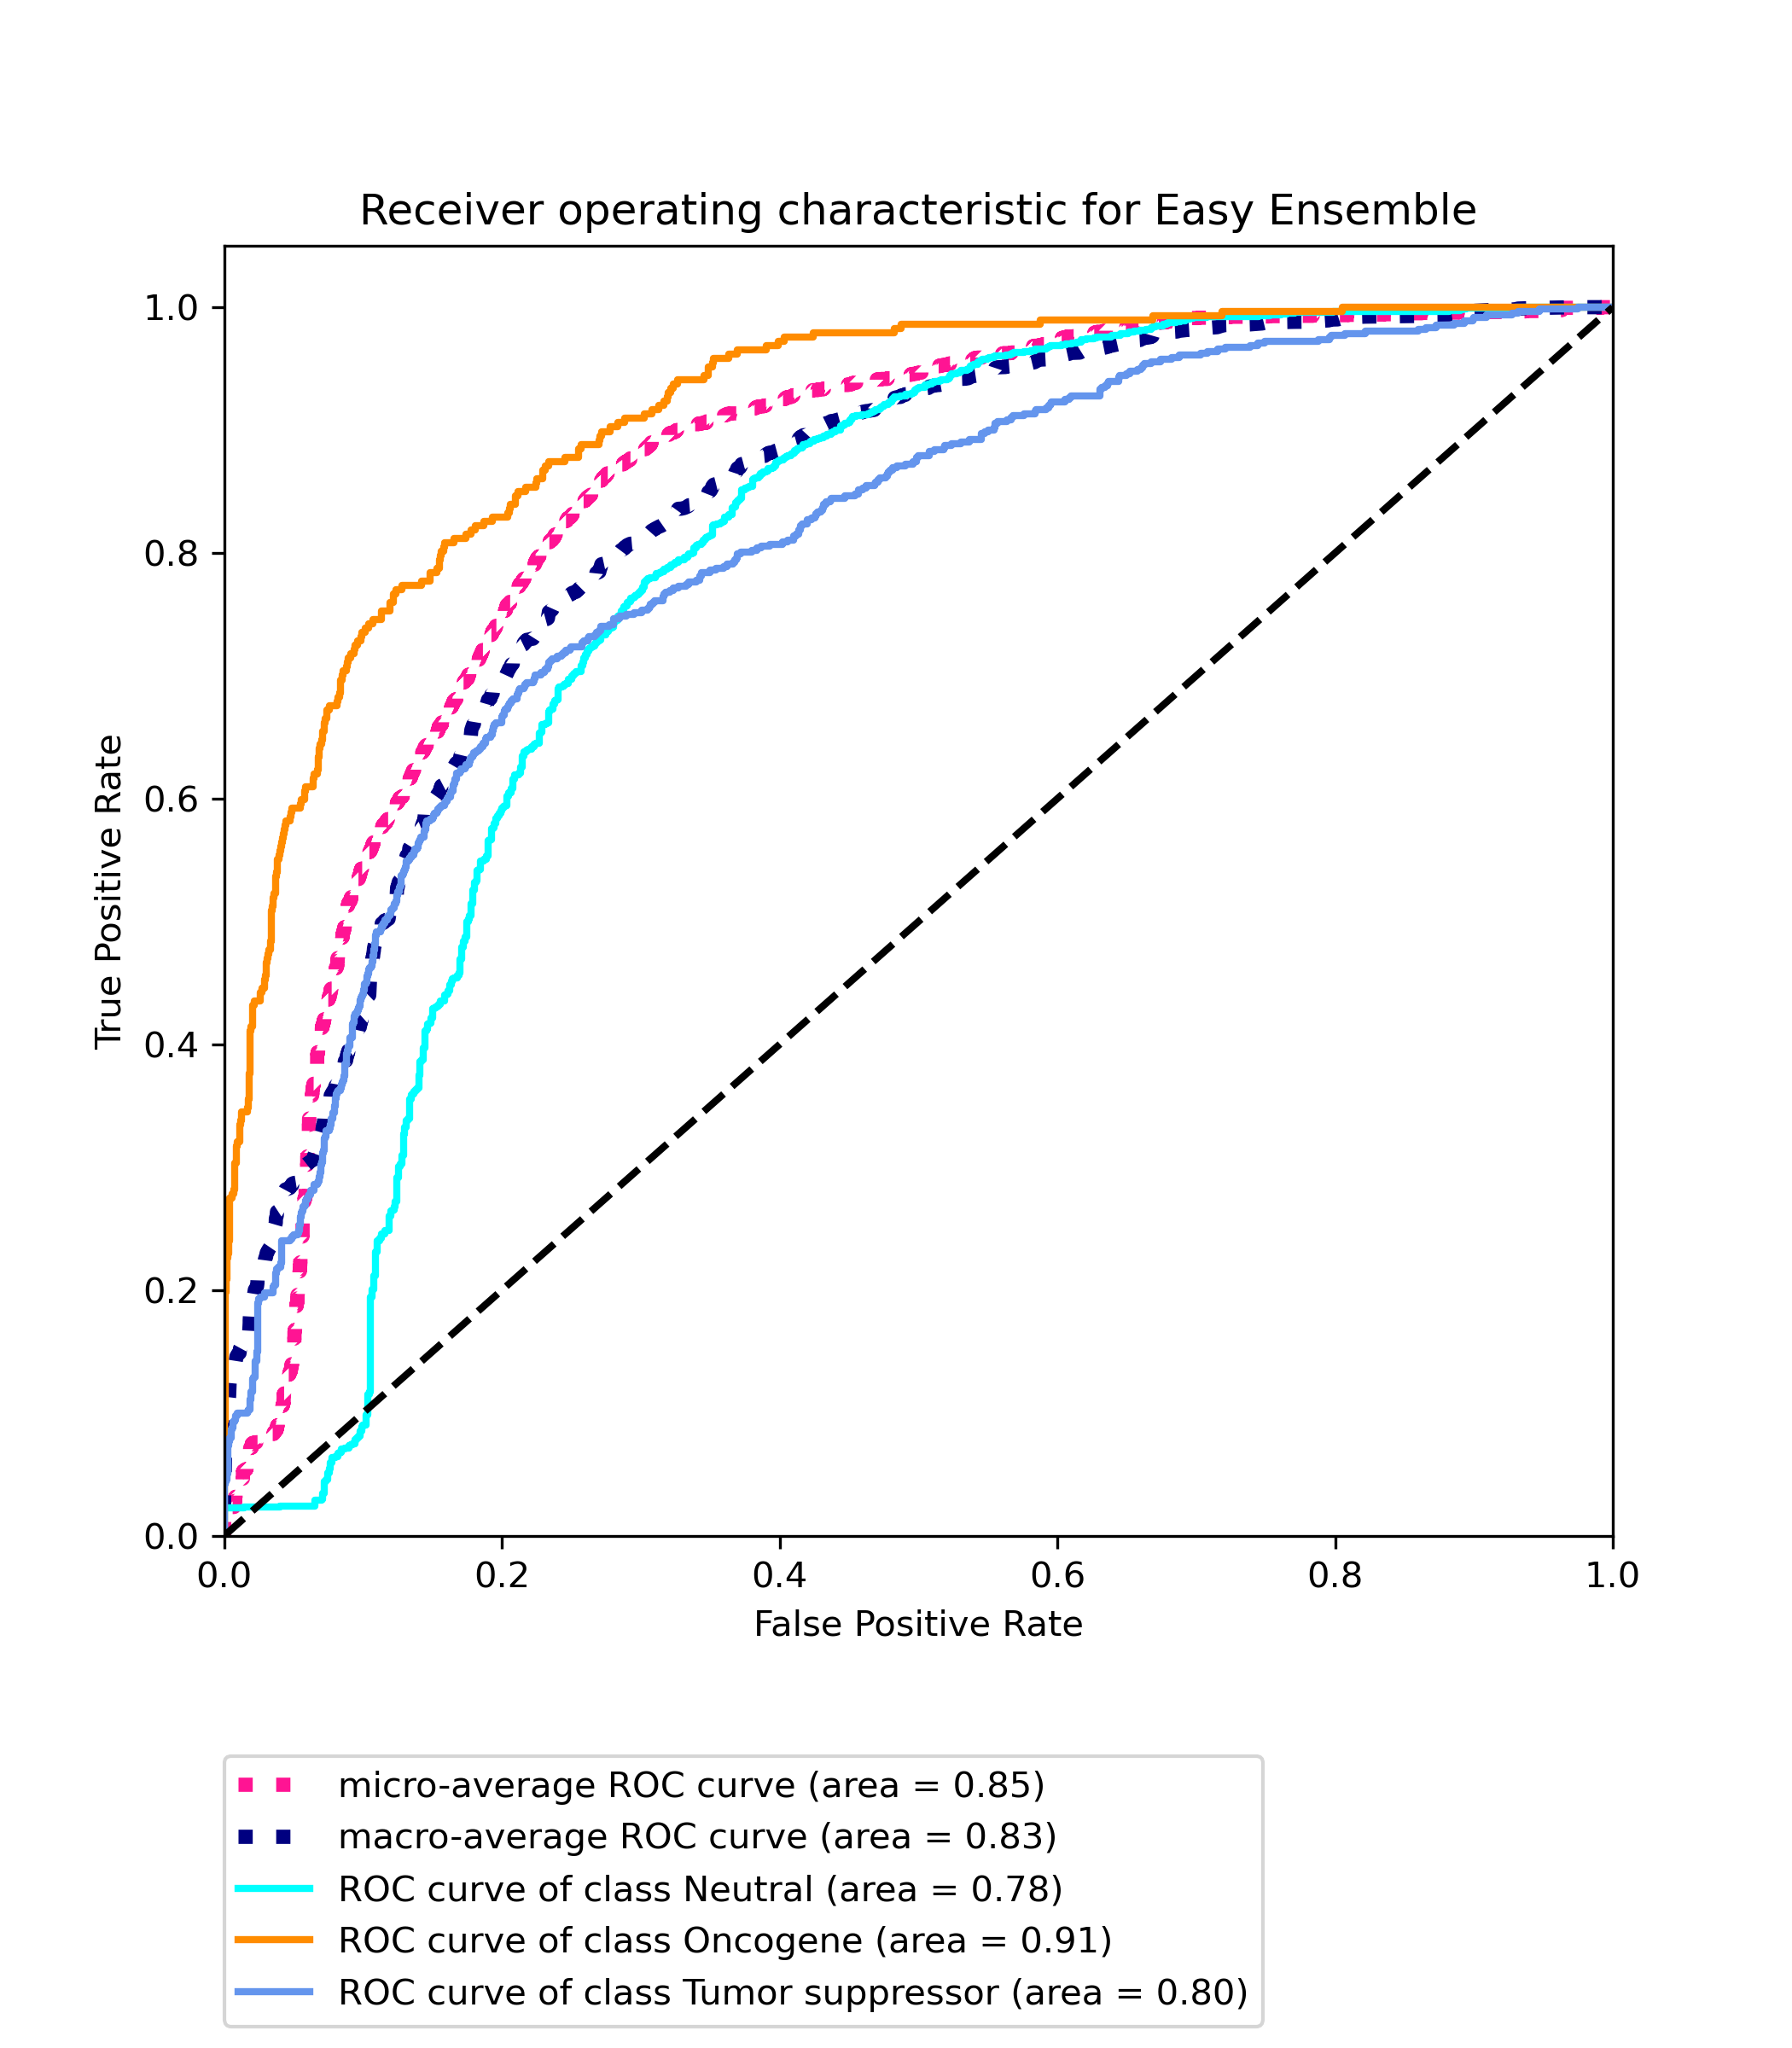 Receiver operating characteristic for Easy Ensemble
1.0
0.8
0.6
0.4
0.2
0.0
True Positive Rate
0.0 0.2 0.4 0.6 0.8 1.0
False Positive Rate
micro-average ROC curve (area = 0.85)
macro-average ROC curve (area = 0.83)
ROC curve of class Neutral (area = 0.78)
ROC curve of class Oncogene (area = 0.91)
ROC curve of class Tumor suppressor (area = 0.80)